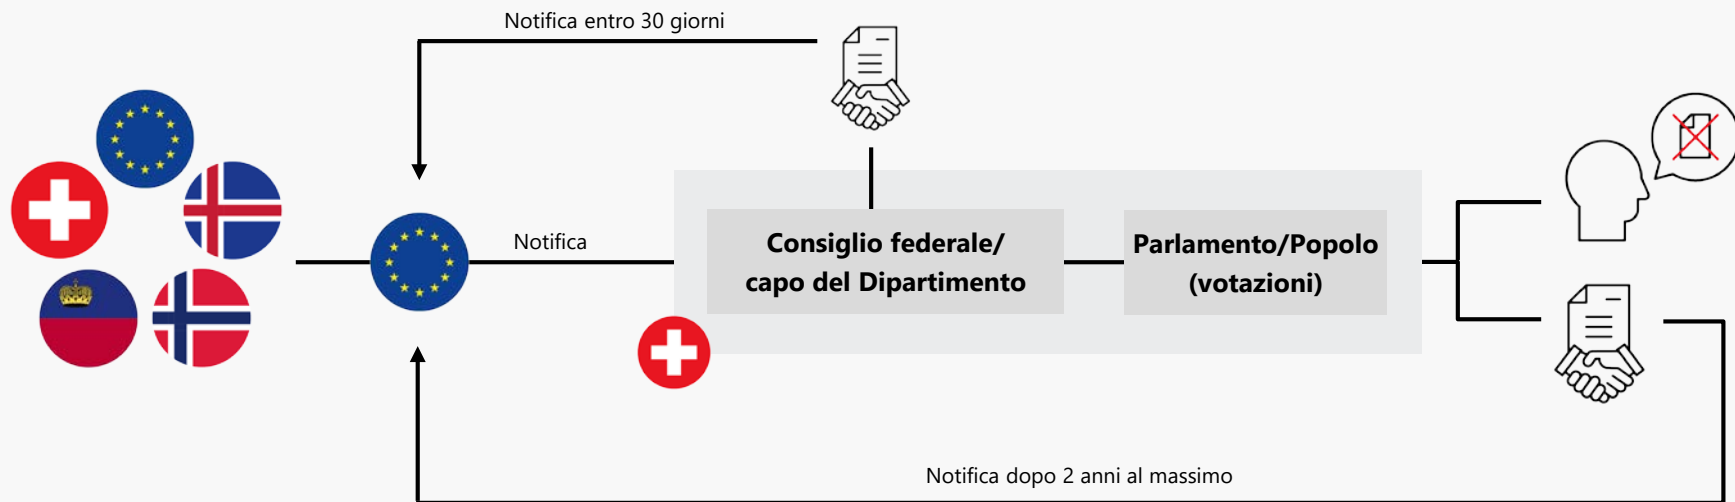 Notifica entro 30 giorni
Notifica
Consiglio federale/
capo del Dipartimento
Parlamento/Popolo
(votazioni)
Notifica dopo 2 anni al massimo